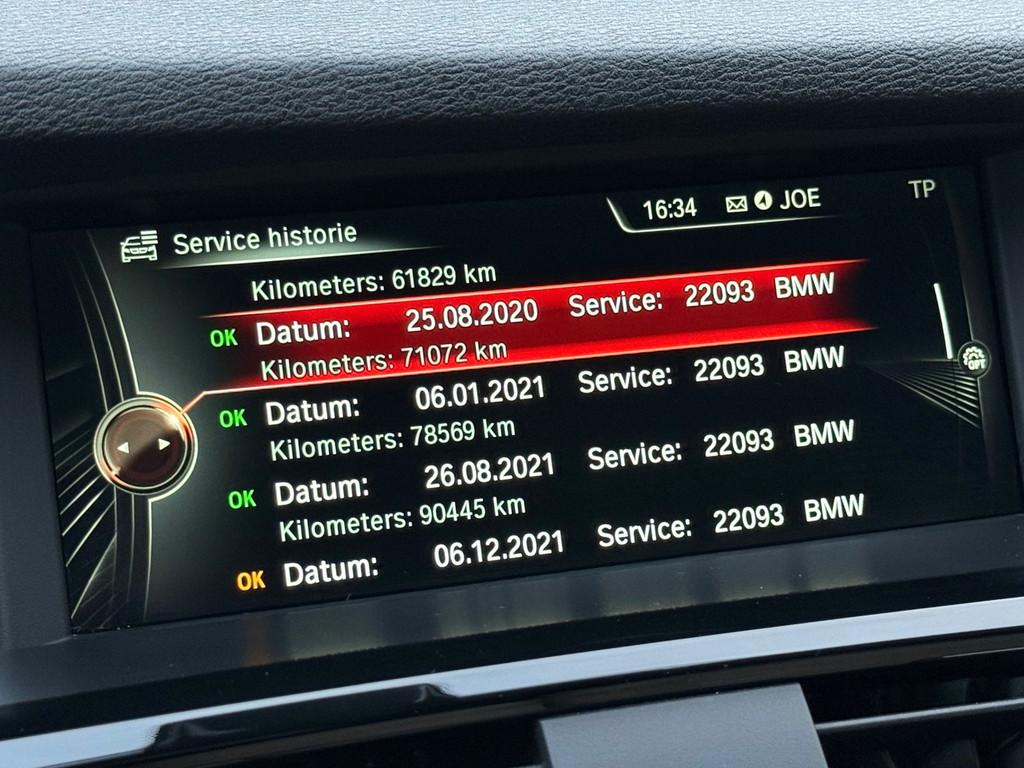 16:34 JOE TP
Service historie
Kilometers: 61829 km
OK Datum: 25.08.2020 Service: 22093 BMW
Kilometers: 71072 km
OK Datum: 06.01.2021 Service: 22093 BMW
Kilometers: 78569 km
OK Datum: 26.08.2021 Service: 22093 BMW
Kilometers: 90445 km
OK Datum: 06.12.2021 Service: 22093 BMW
OFF